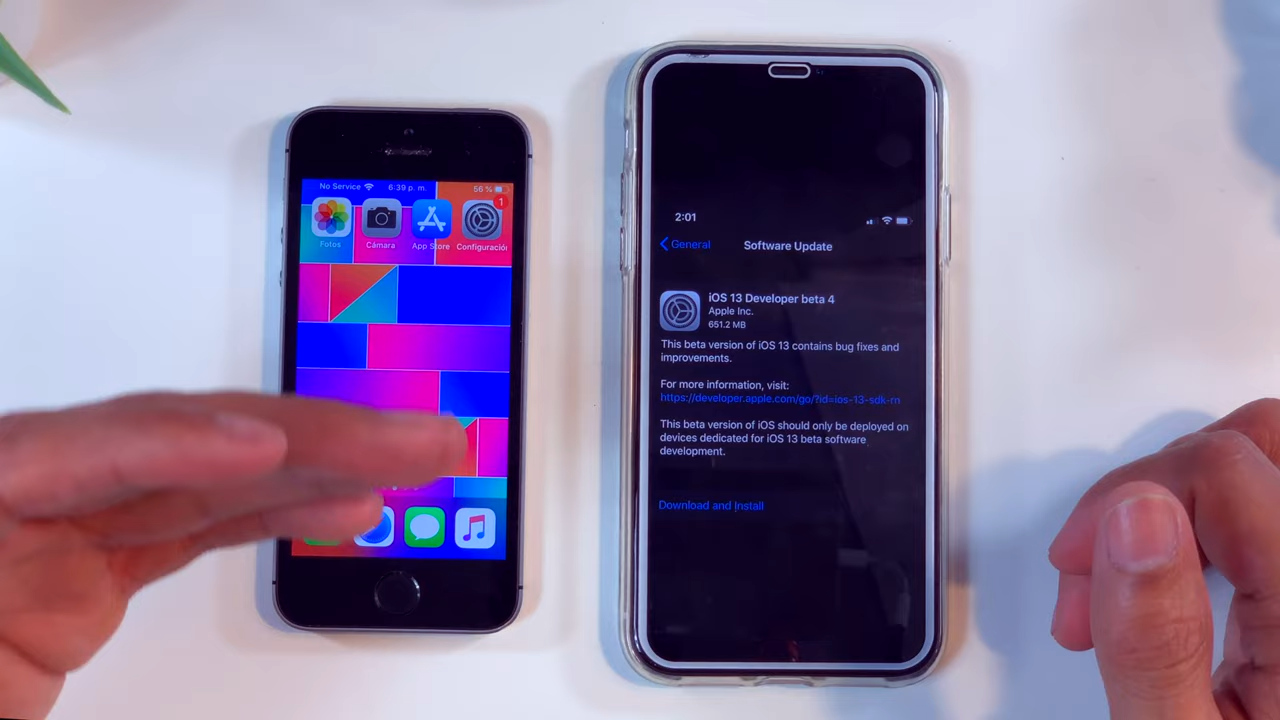 No Service 6:39 p. m. 56 %
1
Fotos Cámara App Store Configuració
2:01
General Software Update
iOS 13 Developer beta 4
Apple Inc.
651.2 MB
This beta version of iOS 13 contains bug fixes and
improvements.
For more information, visit:
https://developer.apple.com/go/?id=ios-13-sdk-rn
This beta version of iOS should only be deployed on
devices dedicated for iOS 13 beta software
development.
Download and Install